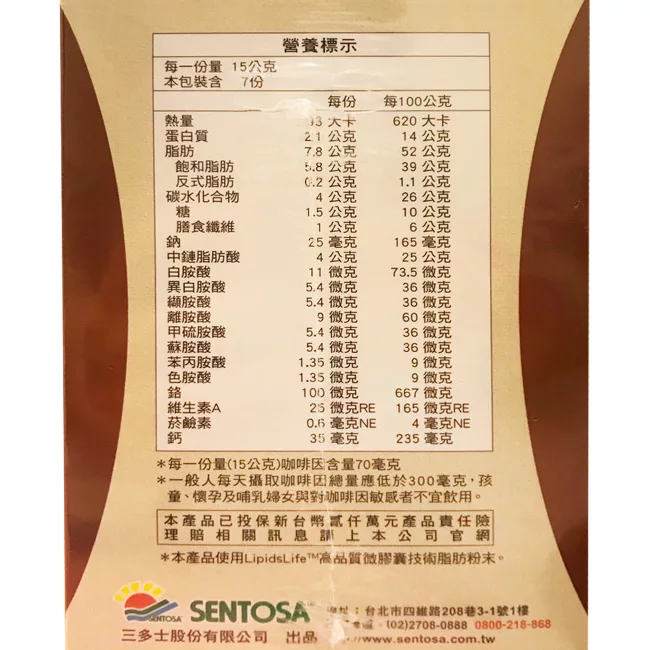 營養標示
每一份量 15公克
本包裝含 7份
每份 每100公克
熱量 93 大卡 620 大卡
蛋白質 2.1 公克 14 公克
脂肪 7.8 公克 52 公克
飽和脂肪 5.8 公克 39 公克
反式脂肪 0.2 公克 1.1 公克
碳水化合物 4 公克 26 公克
糖 1.5 公克 10 公克
膳食纖維 1 公克 6 公克
鈉 25 毫克 165 毫克
中鏈脂肪酸 4 公克 25 公克
白胺酸 11 微克 73.5 微克
異白胺酸 5.4 微克 36 微克
纈胺酸 5.4 微克 36 微克
離胺酸 9 微克 60 微克
甲硫胺酸 5.4 微克 36 微克
蘇胺酸 5.4 微克 36 微克
苯丙胺酸 1.35 微克 9 微克
色胺酸 1.35 微克 9 微克
鉻 100 微克 667 微克
維生素A 25 微克RE 165 微克RE
菸鹼素 0.6 毫克NE 4 毫克NE
鈣 35 毫克 235 毫克
*每一份量(15公克)咖啡因含量70毫克
*一般人每天攝取咖啡因總量應低於300毫克，孩
童、懷孕及哺乳婦女與對咖啡因敏感者不宜飲用。
本產品已投保新台幣貳仟萬元產品責任險
理賠相關訊息請上本公司官網
*本產品使用LipidsLife™高品質微膠囊技術脂肪粉末。
SENTOSA
SENTOSA 地址：台北市四維路208巷3-1號1樓
(02)2708-0888 0800-218-868
三多士股份有限公司 出品 http://www.sentosa.com.tw